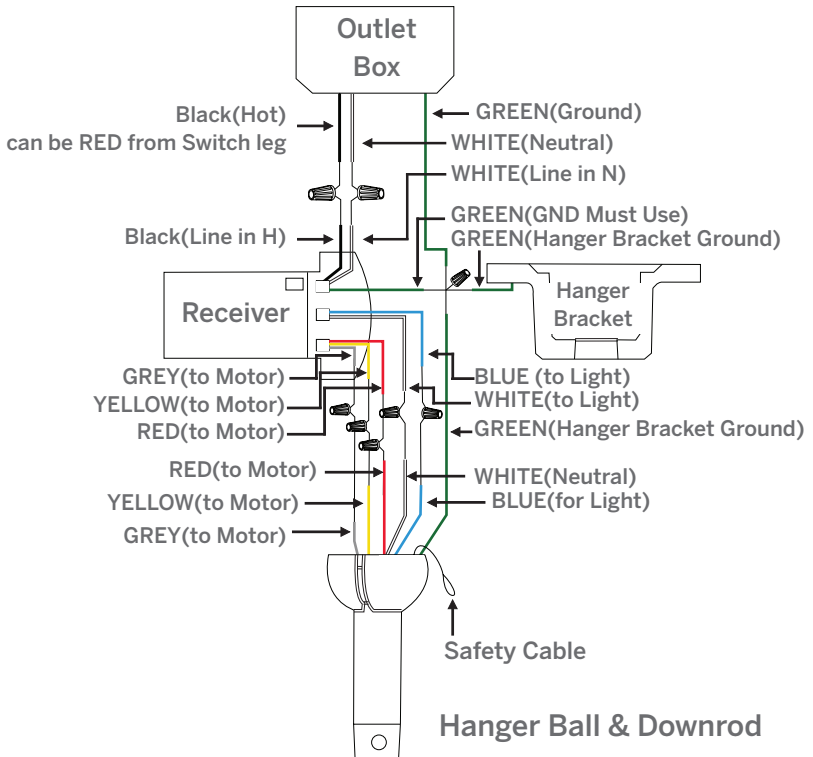 Outlet
Box
Black(Hot)
can be RED from Switch leg
GREEN(Ground)
WHITE(Neutral)
WHITE(Line in N)
GREEN(GND Must Use)
Black(Line in H)
GREEN(Hanger Bracket Ground)
Receiver
Hanger
Bracket
GREY(to Motor)
BLUE (to Light)
YELLOW(to Motor)
WHITE(to Light)
RED(to Motor)
GREEN(Hanger Bracket Ground)
RED(to Motor)
WHITE(Neutral)
YELLOW(to Motor)
BLUE(for Light)
GREY(to Motor)
Safety Cable
Hanger Ball & Downrod